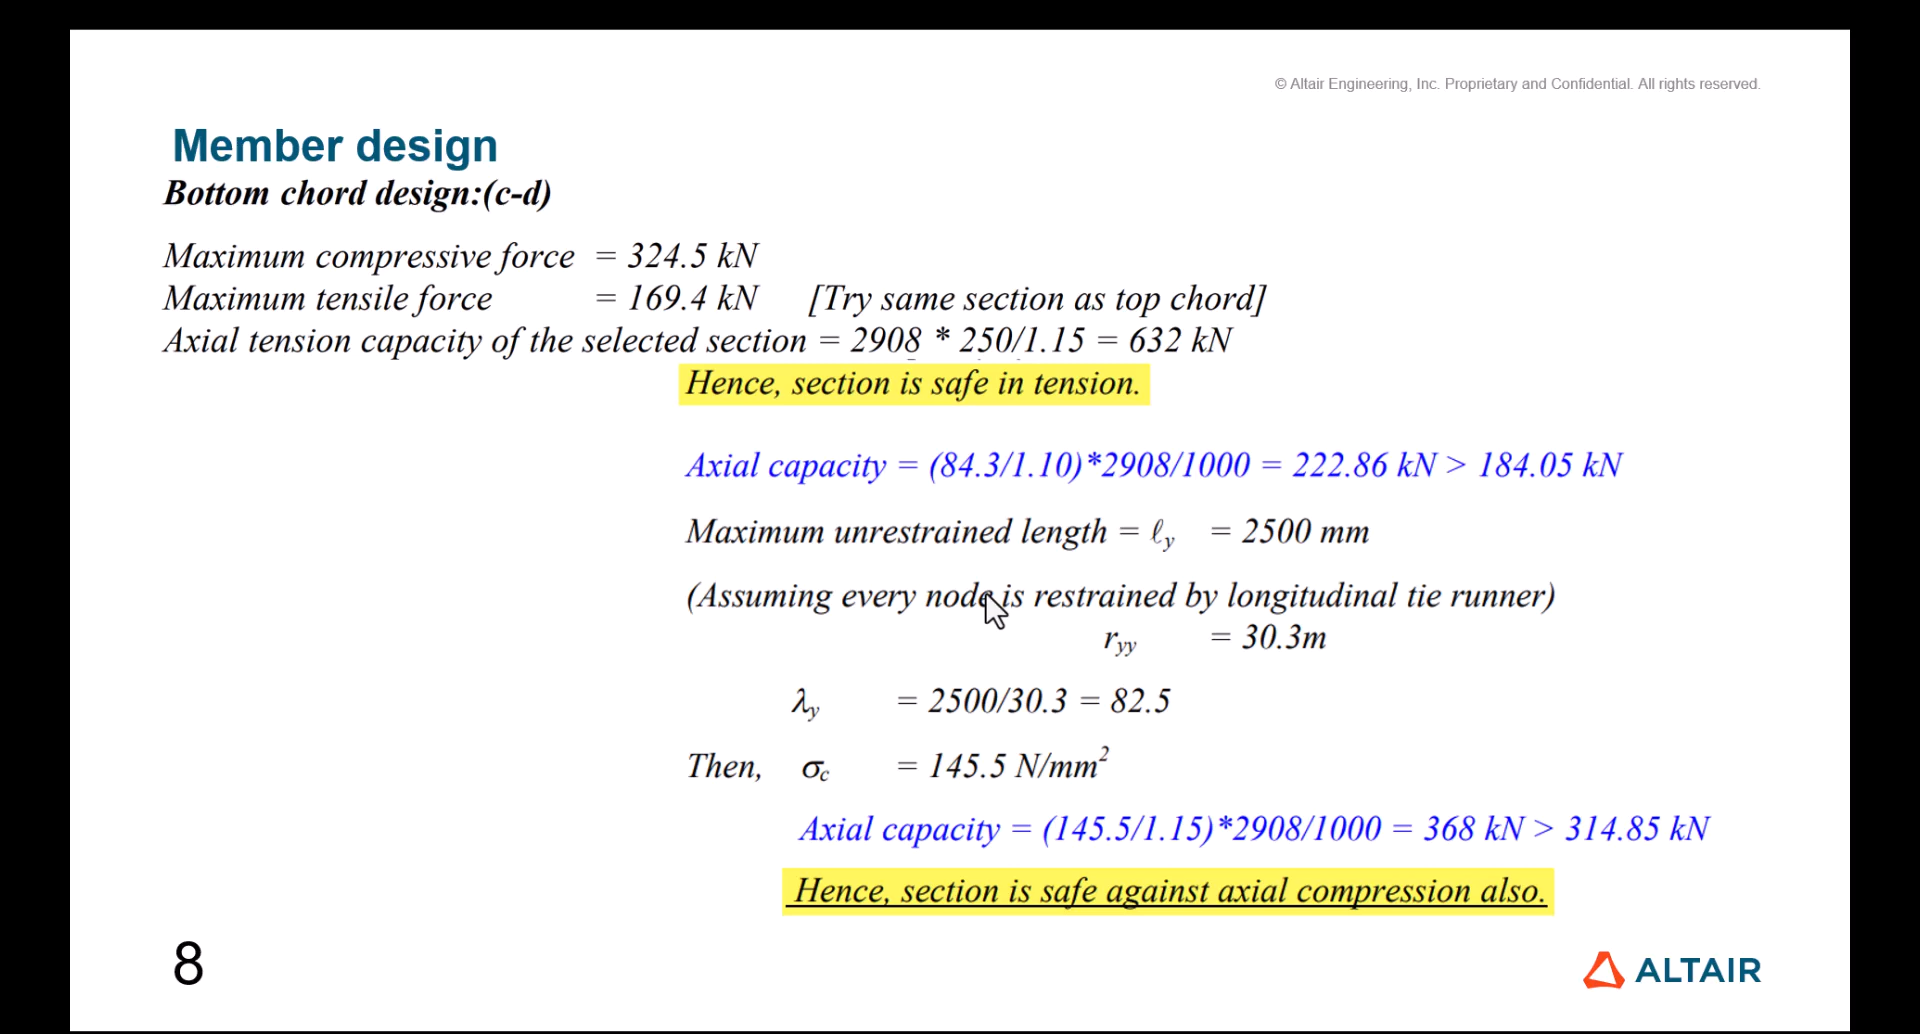 © Altair Engineering, Inc. Proprietary and Confidential. All rights reserved.
Member design
Bottom chord design:(c-d)
Maximum compressive force = 324.5 kN
Maximum tensile force = 169.4 kN [Try same section as top chord]
Axial tension capacity of the selected section = 2908 * 250/1.15 = 632 kN
Hence, section is safe in tension.
Axial capacity = (84.3/1.10)*2908/1000 = 222.86 kN > 184.05 kN
Maximum unrestrained length = ℓy = 2500 mm
(Assuming every node is restrained by longitudinal tie runner)
ryy = 30.3m
λy = 2500/30.3 = 82.5
Then, σc = 145.5 N/mm²
Axial capacity = (145.5/1.15)*2908/1000 = 368 kN > 314.85 kN
Hence, section is safe against axial compression also.
8
ALTAIR